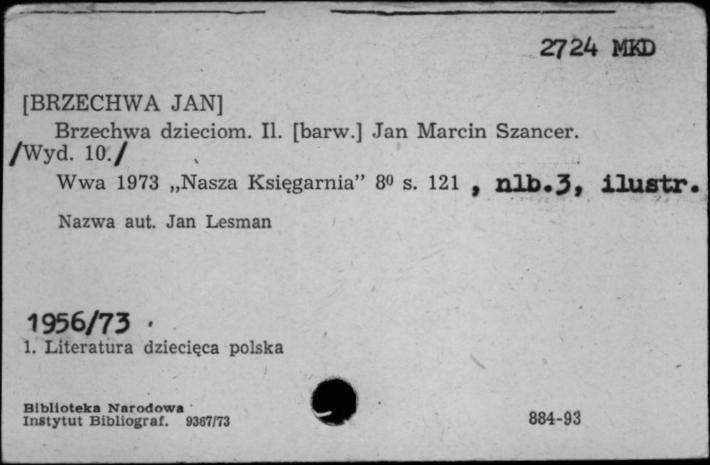 2724 MKD
[BRZECHWA JAN]
Brzechwa dzieciom. Il. [barw.] Jan Marcin Szancer.
/Wyd. 10./
Wwa 1973 „Nasza Księgarnia” 8⁰ s. 121 , nlb.3, ilustr.
Nazwa aut. Jan Lesman
1956/73 .
1. Literatura dziecięca polska
Biblioteka Narodowa
Instytut Bibliograf. 9367/73
884-93